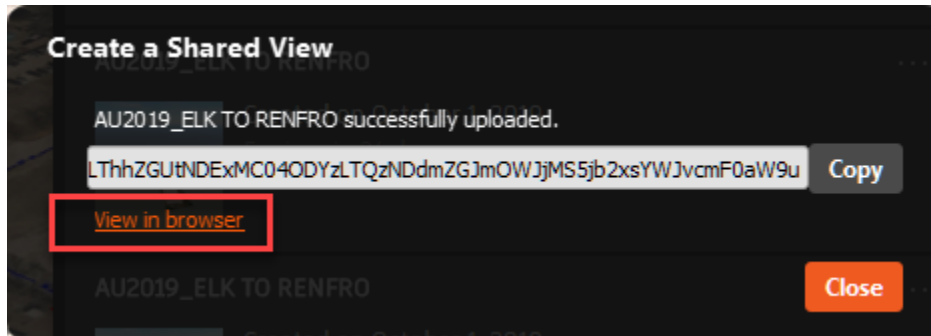 Create a Shared View
AU2019_ELK TO RENFRO
AU2019_ELK TO RENFRO successfully uploaded.
LThhZGUtNDExMC04ODYzLTQzNDdmZGJmOWJjMS5jb2xsYWJvcmF0aW9u
Copy
View in browser
AU2019_ELK TO RENFRO
Close